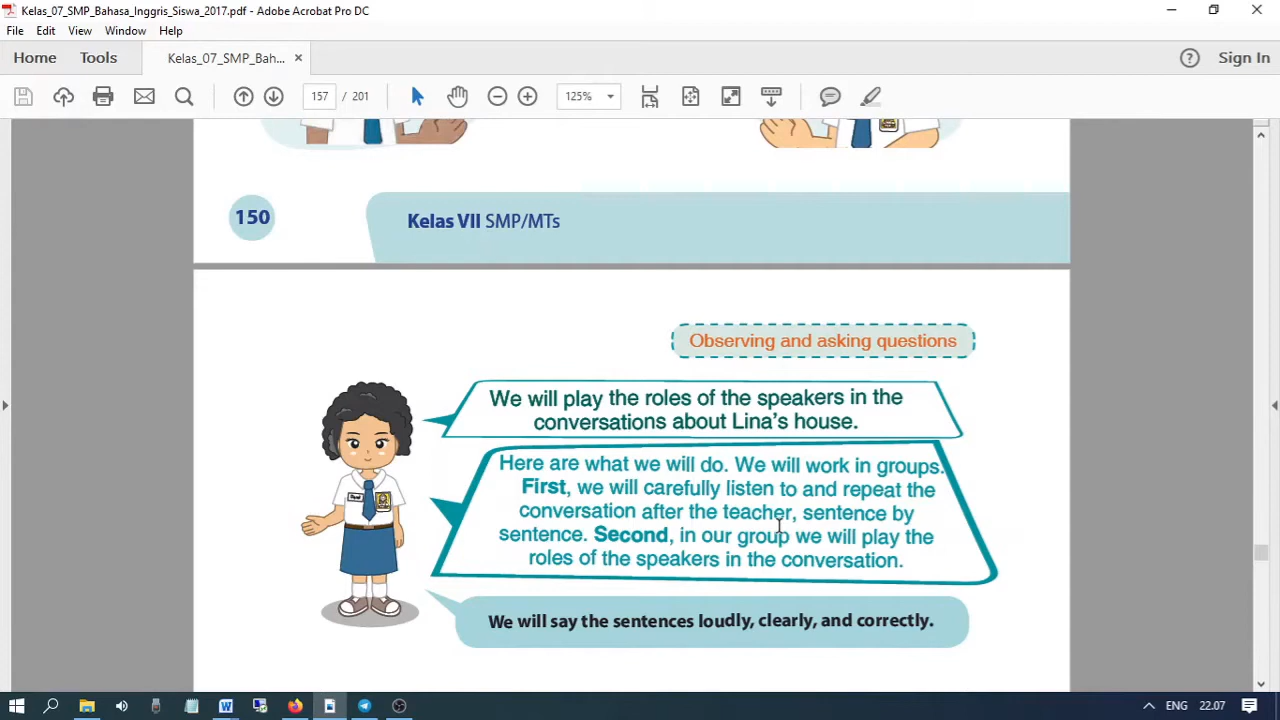 Kelas_07_SMP_Bahasa_Inggris_Siswa_2017.pdf - Adobe Acrobat Pro DC
File Edit View Window Help
Home Tools Kelas_07_SMP_Bah... × Sign In
157 / 201 125%
150 Kelas VII SMP/MTs
Observing and asking questions
We will play the roles of the speakers in the
conversations about Lina's house.
Here are what we will do. We will work in groups.
First, we will carefully listen to and repeat the
conversation after the teacher, sentence by
sentence. Second, in our group we will play the
roles of the speakers in the conversation.
We will say the sentences loudly, clearly, and correctly.
ENG 22.07